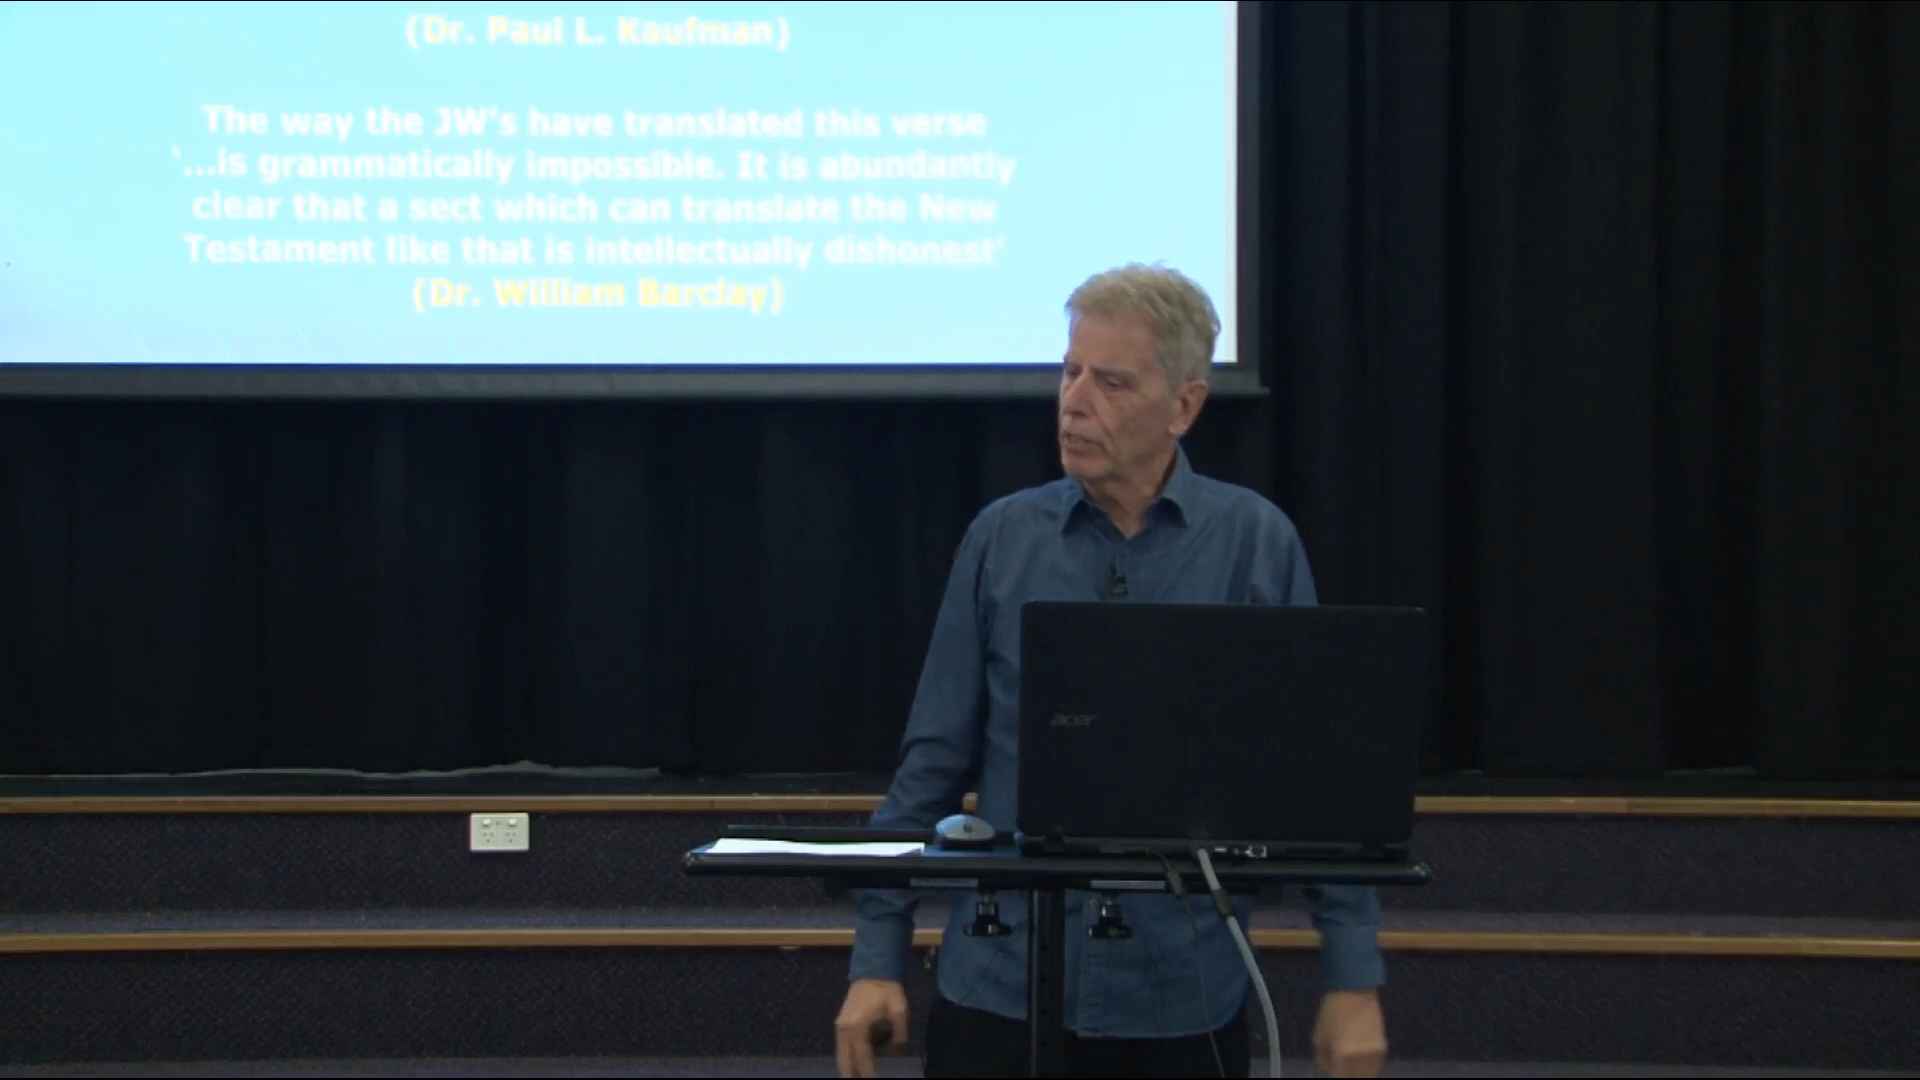 (Dr. Paul L. Kaufman)
The way the JW's have translated this verse
'...is grammatically impossible. It is abundantly
clear that a sect which can translate the New
Testament like that is intellectually dishonest'
(Dr. William Barclay)
acer